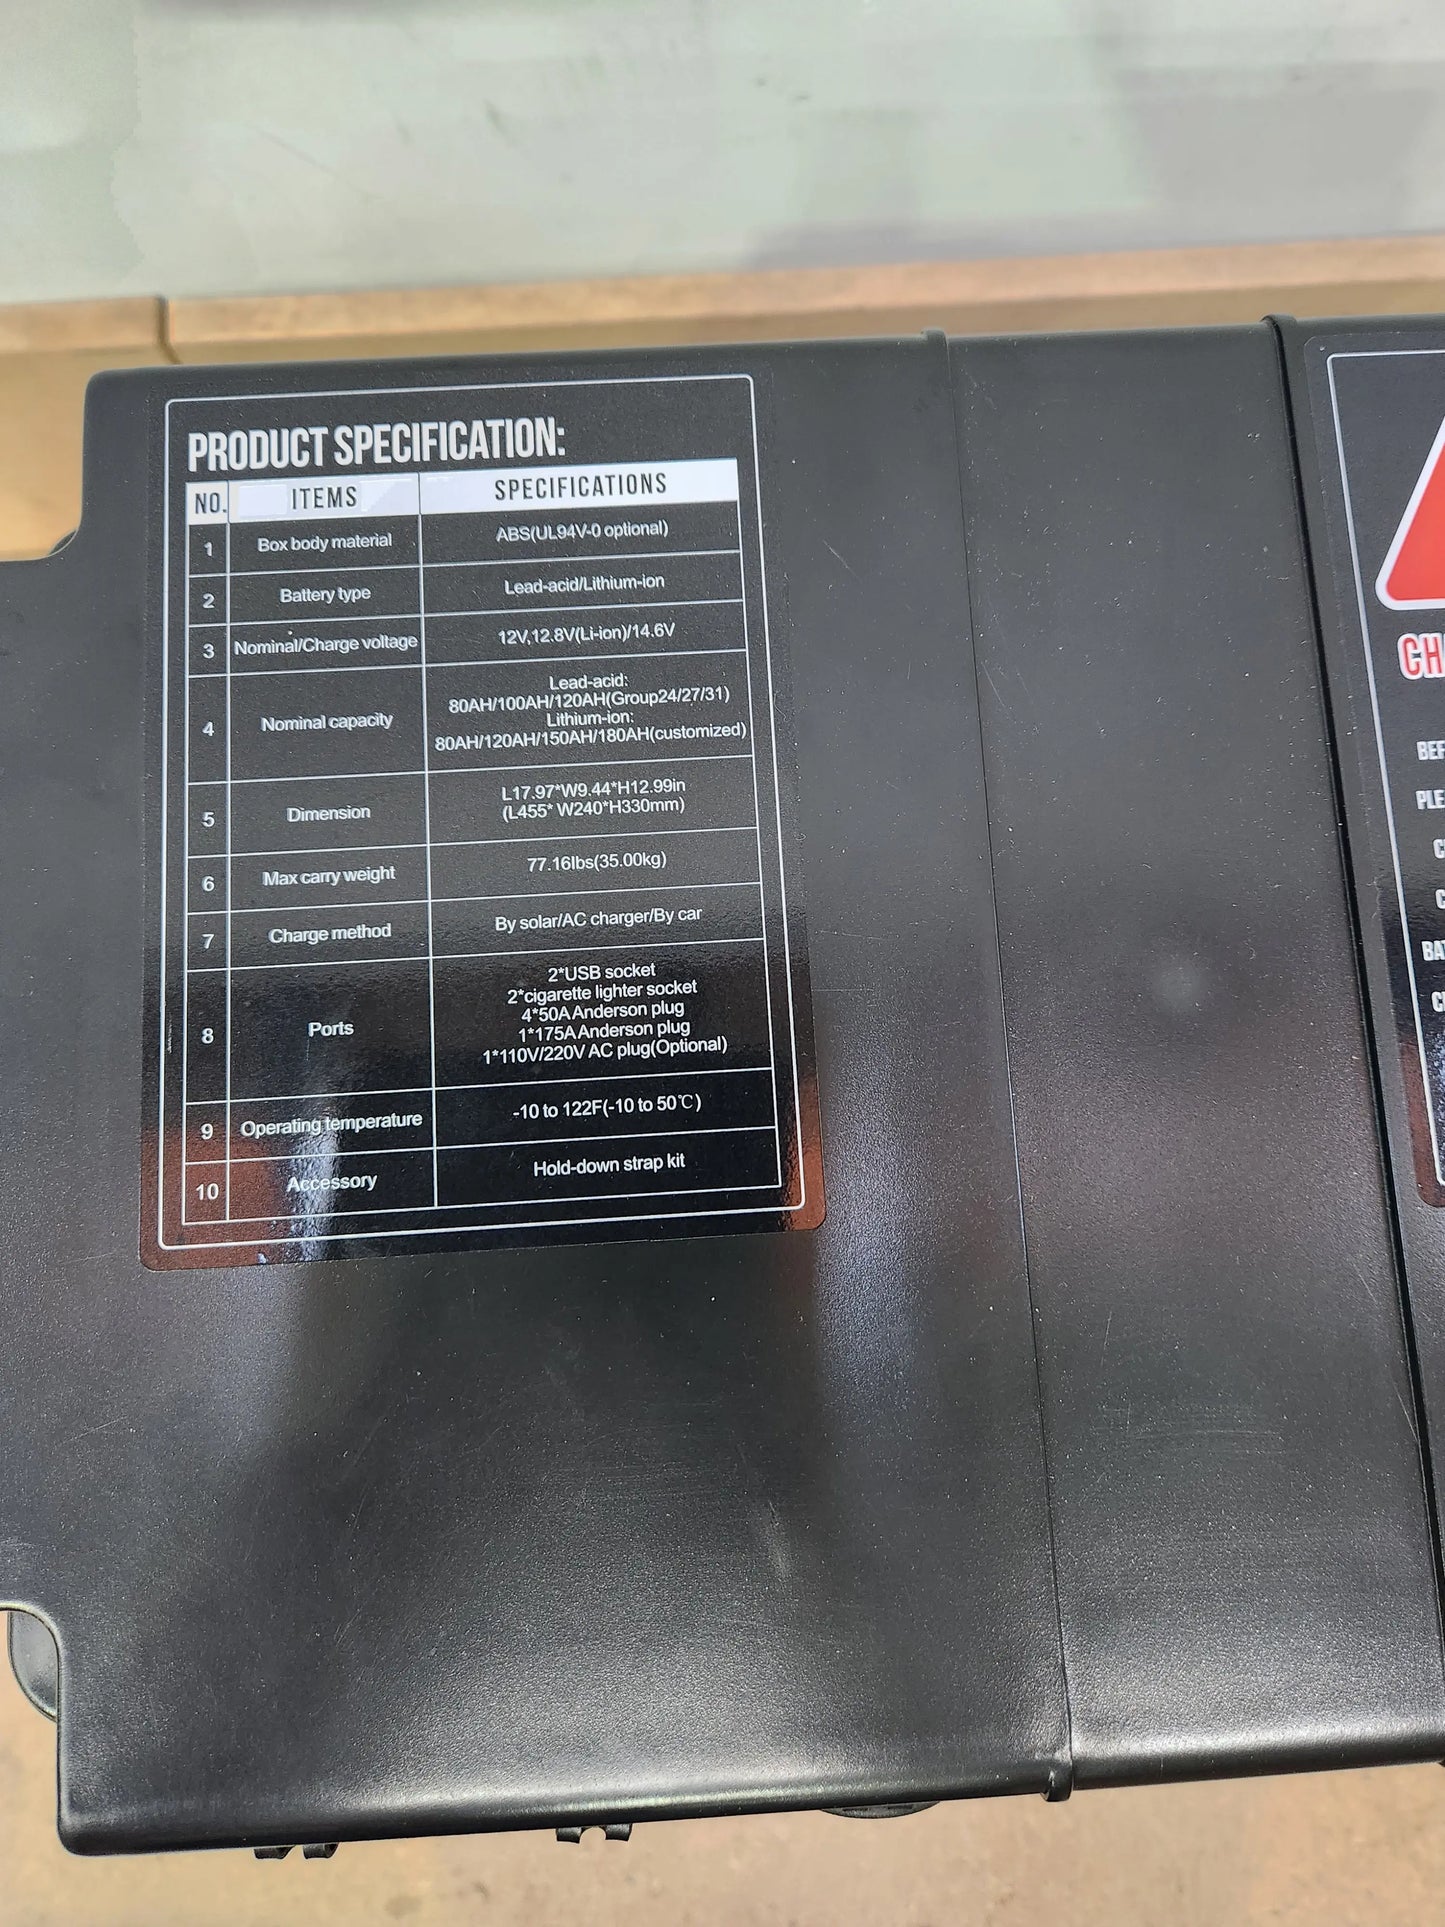 PRODUCT SPECIFICATION:
NO. ITEMS SPECIFICATIONS
1 Box body material ABS(UL94V-0 optional)
2 Battery type Lead-acid/Lithium-ion
3 Nominal/Charge voltage 12V,12.8V(Li-ion)/14.6V
4 Nominal capacity Lead-acid:
80AH/100AH/120AH(Group24/27/31)
Lithium-ion:
80AH/120AH/150AH/180AH(customized)
5 Dimension L17.97*W9.44*H12.99in
(L455* W240*H330mm)
6 Max carry weight 77.16lbs(35.00kg)
7 Charge method By solar/AC charger/By car
8 Ports 2*USB socket
2*cigarette lighter socket
4*50A Anderson plug
1*175A Anderson plug
1*110V/220V AC plug(Optional)
9 Operating temperature -10 to 122F(-10 to 50℃)
10 Accessory Hold-down strap kit
CH
BEF
PLE
C
C
BAT
C